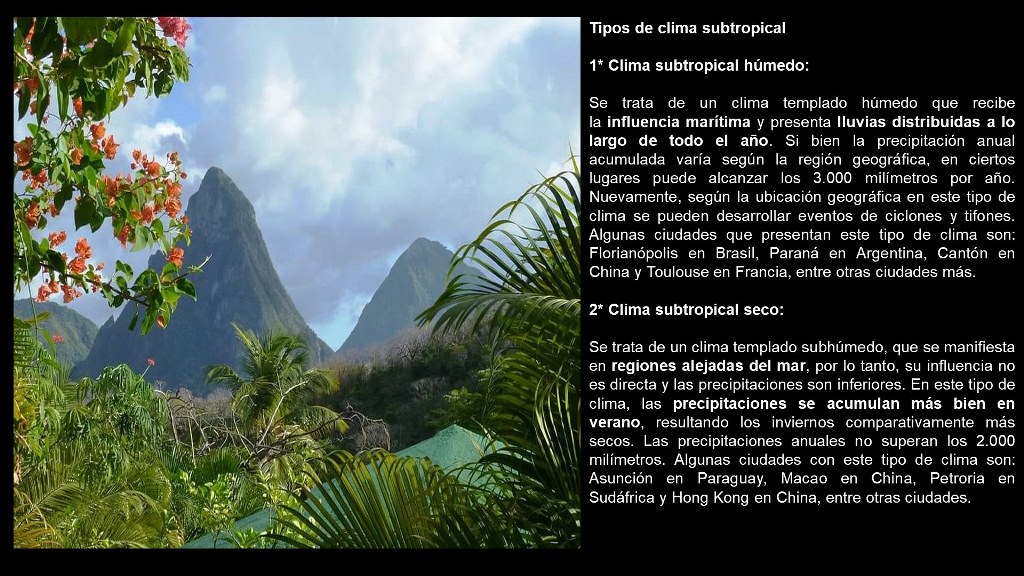 Tipos de clima subtropical
1* Clima subtropical húmedo:
Se trata de un clima templado húmedo que recibe
la influencia marítima y presenta lluvias distribuidas a lo
largo de todo el año. Si bien la precipitación anual
acumulada varía según la región geográfica, en ciertos
lugares puede alcanzar los 3.000 milímetros por año.
Nuevamente, según la ubicación geográfica en este tipo de
clima se pueden desarrollar eventos de ciclones y tifones.
Algunas ciudades que presentan este tipo de clima son:
Florianópolis en Brasil, Paraná en Argentina, Cantón en
China y Toulouse en Francia, entre otras ciudades más.
2* Clima subtropical seco:
Se trata de un clima templado subhúmedo, que se manifiesta
en regiones alejadas del mar, por lo tanto, su influencia no
es directa y las precipitaciones son inferiores. En este tipo de
clima, las precipitaciones se acumulan más bien en
verano, resultando los inviernos comparativamente más
secos. Las precipitaciones anuales no superan los 2.000
milímetros. Algunas ciudades con este tipo de clima son:
Asunción en Paraguay, Macao en China, Petroria en
Sudáfrica y Hong Kong en China, entre otras ciudades.